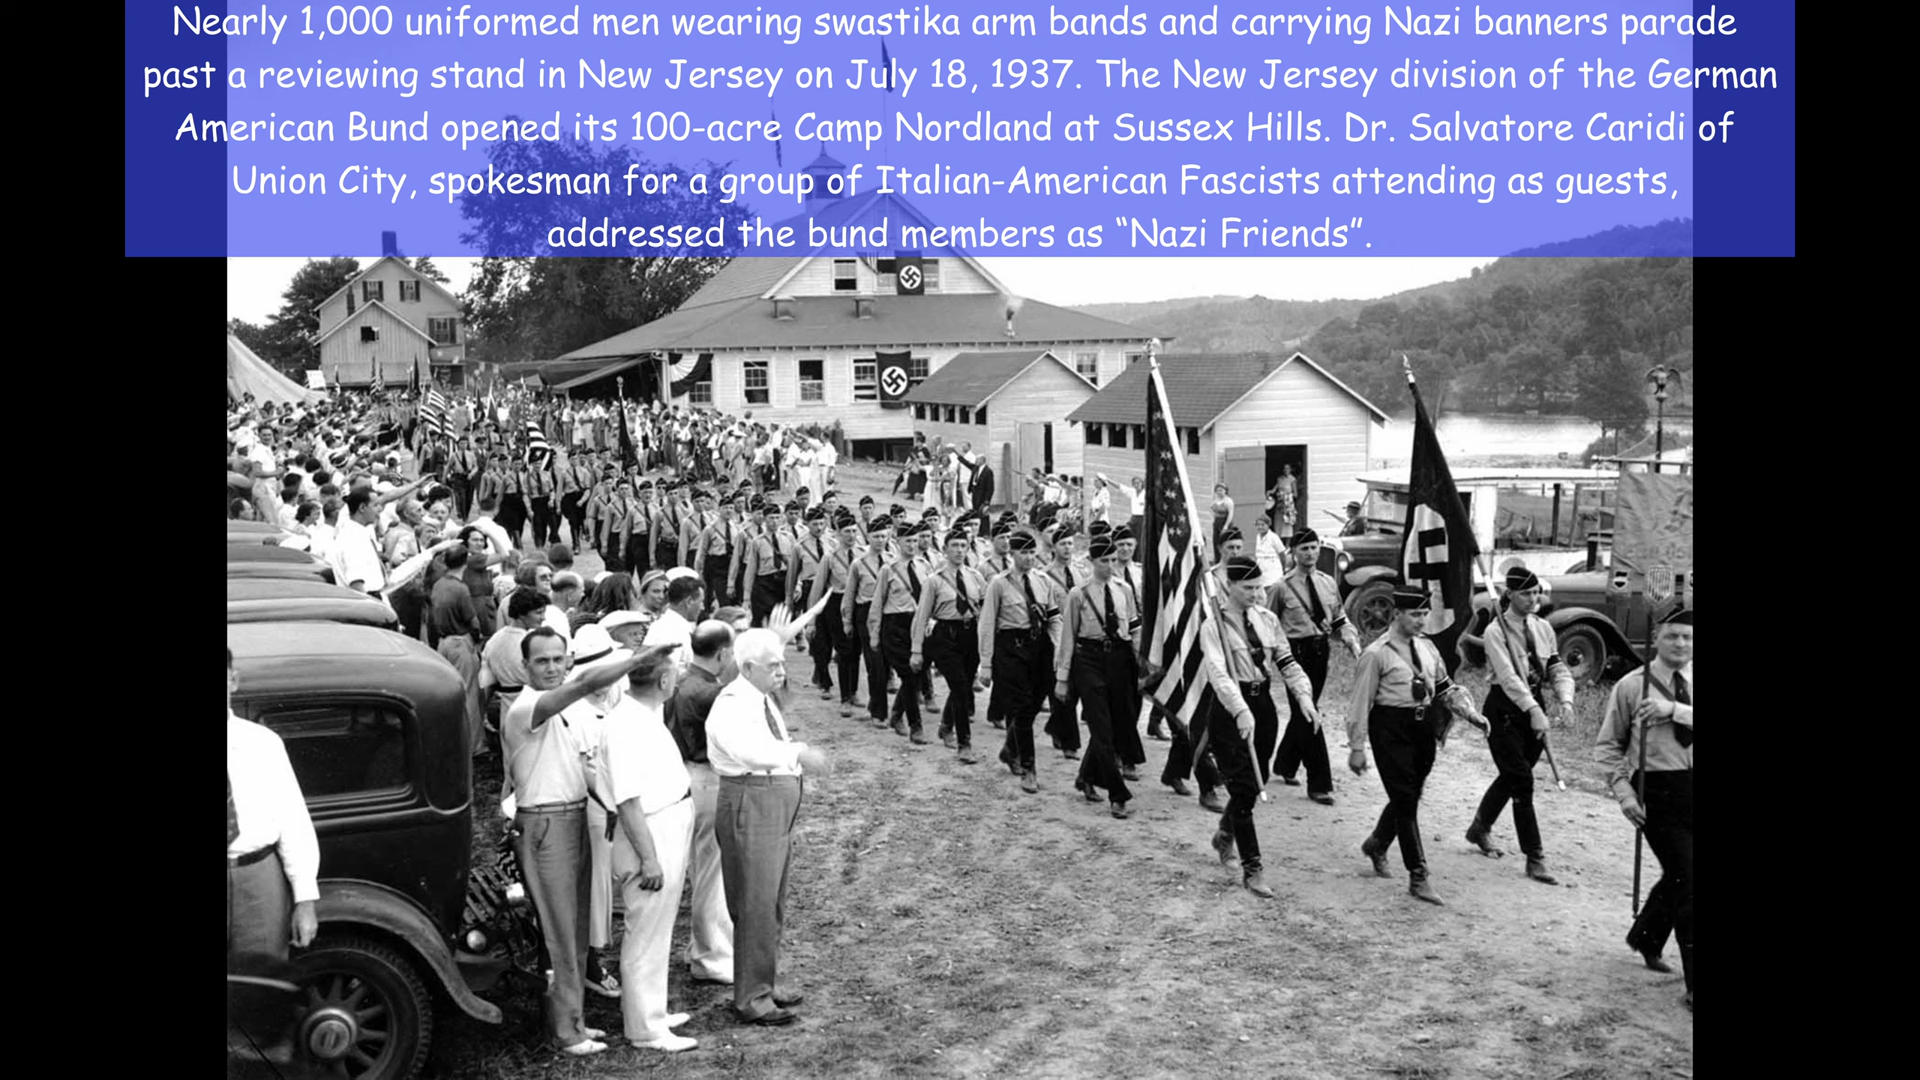 Nearly 1,000 uniformed men wearing swastika arm bands and carrying Nazi banners parade
past a reviewing stand in New Jersey on July 18, 1937. The New Jersey division of the German
American Bund opened its 100-acre Camp Nordland at Sussex Hills. Dr. Salvatore Caridi of
Union City, spokesman for a group of Italian-American Fascists attending as guests,
addressed the bund members as “Nazi Friends”.